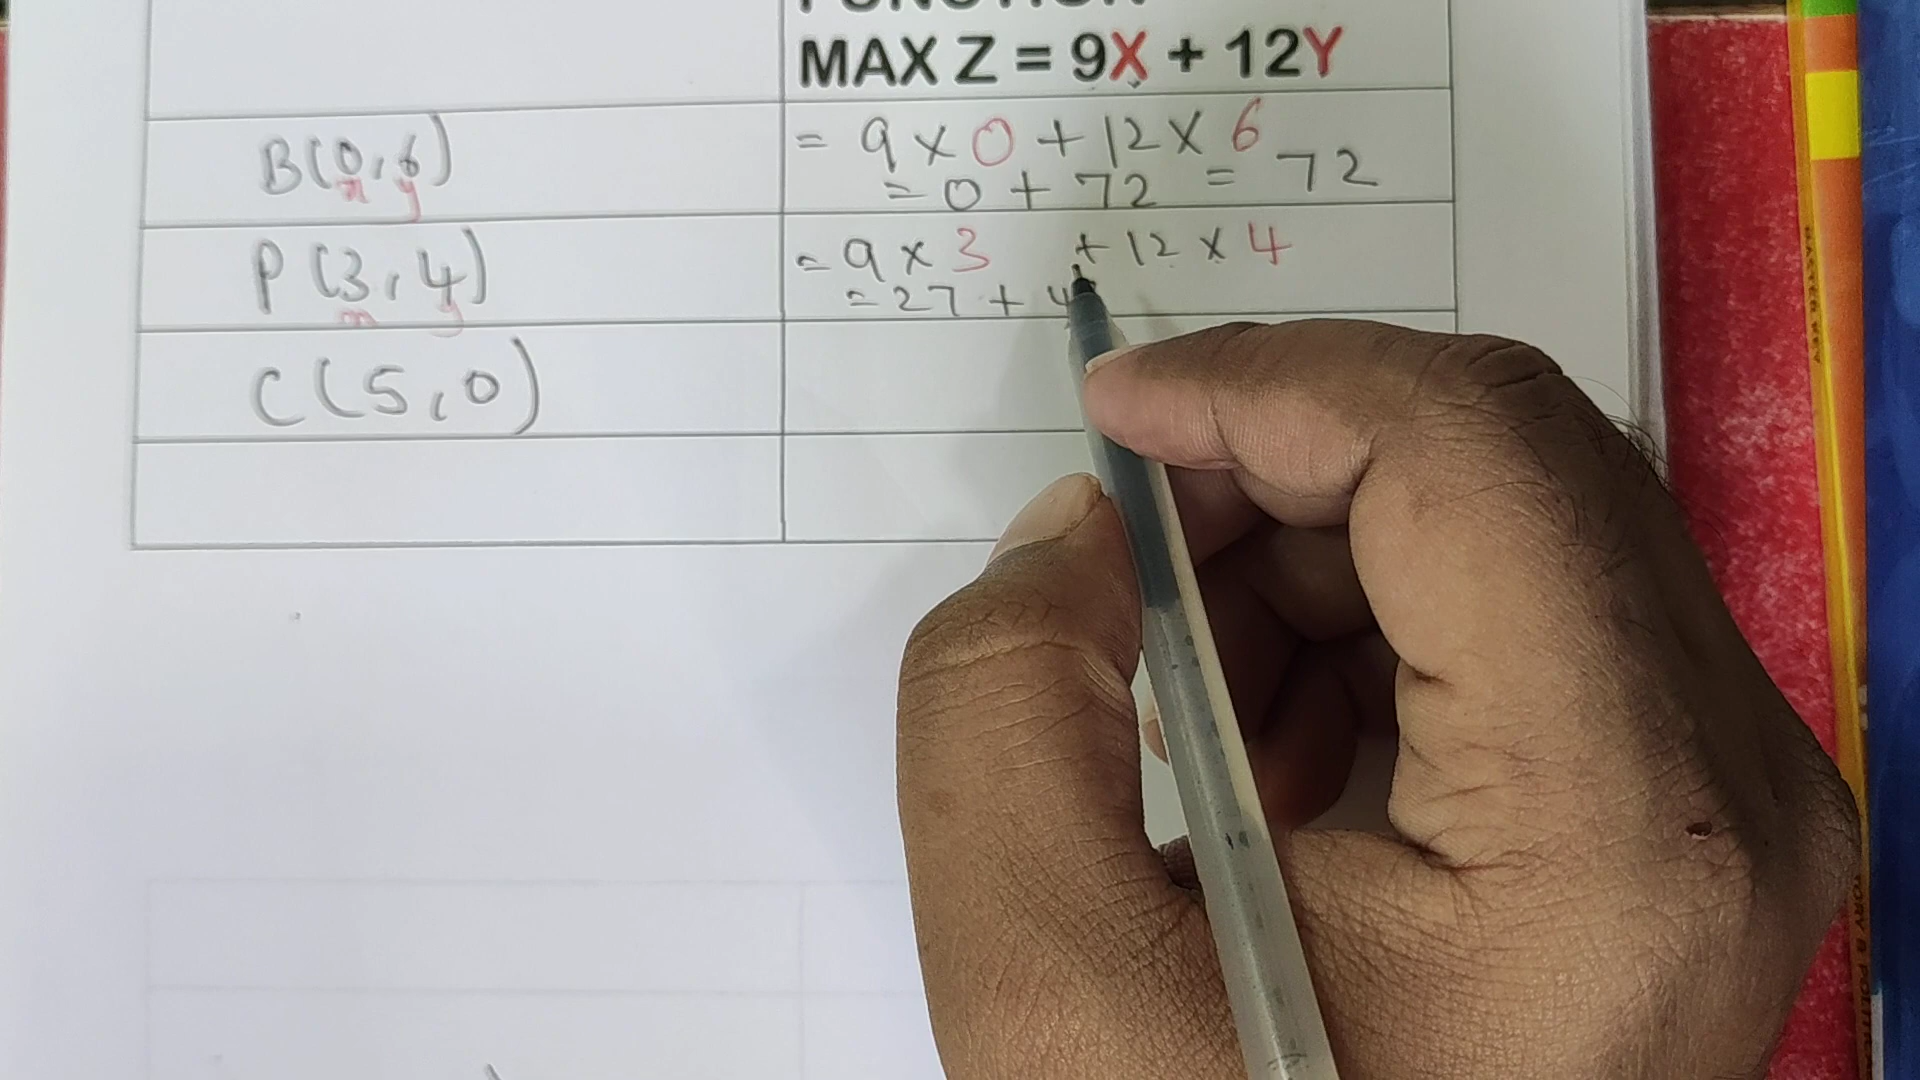 MAX Z = 9X + 12Y
B(0,6)
x y
= 9 × 0 + 12 × 6
= 0 + 72 = 72
P(3,4)
x y
= 9 × 3 + 12 × 4
= 27 + 4
C(5,0)